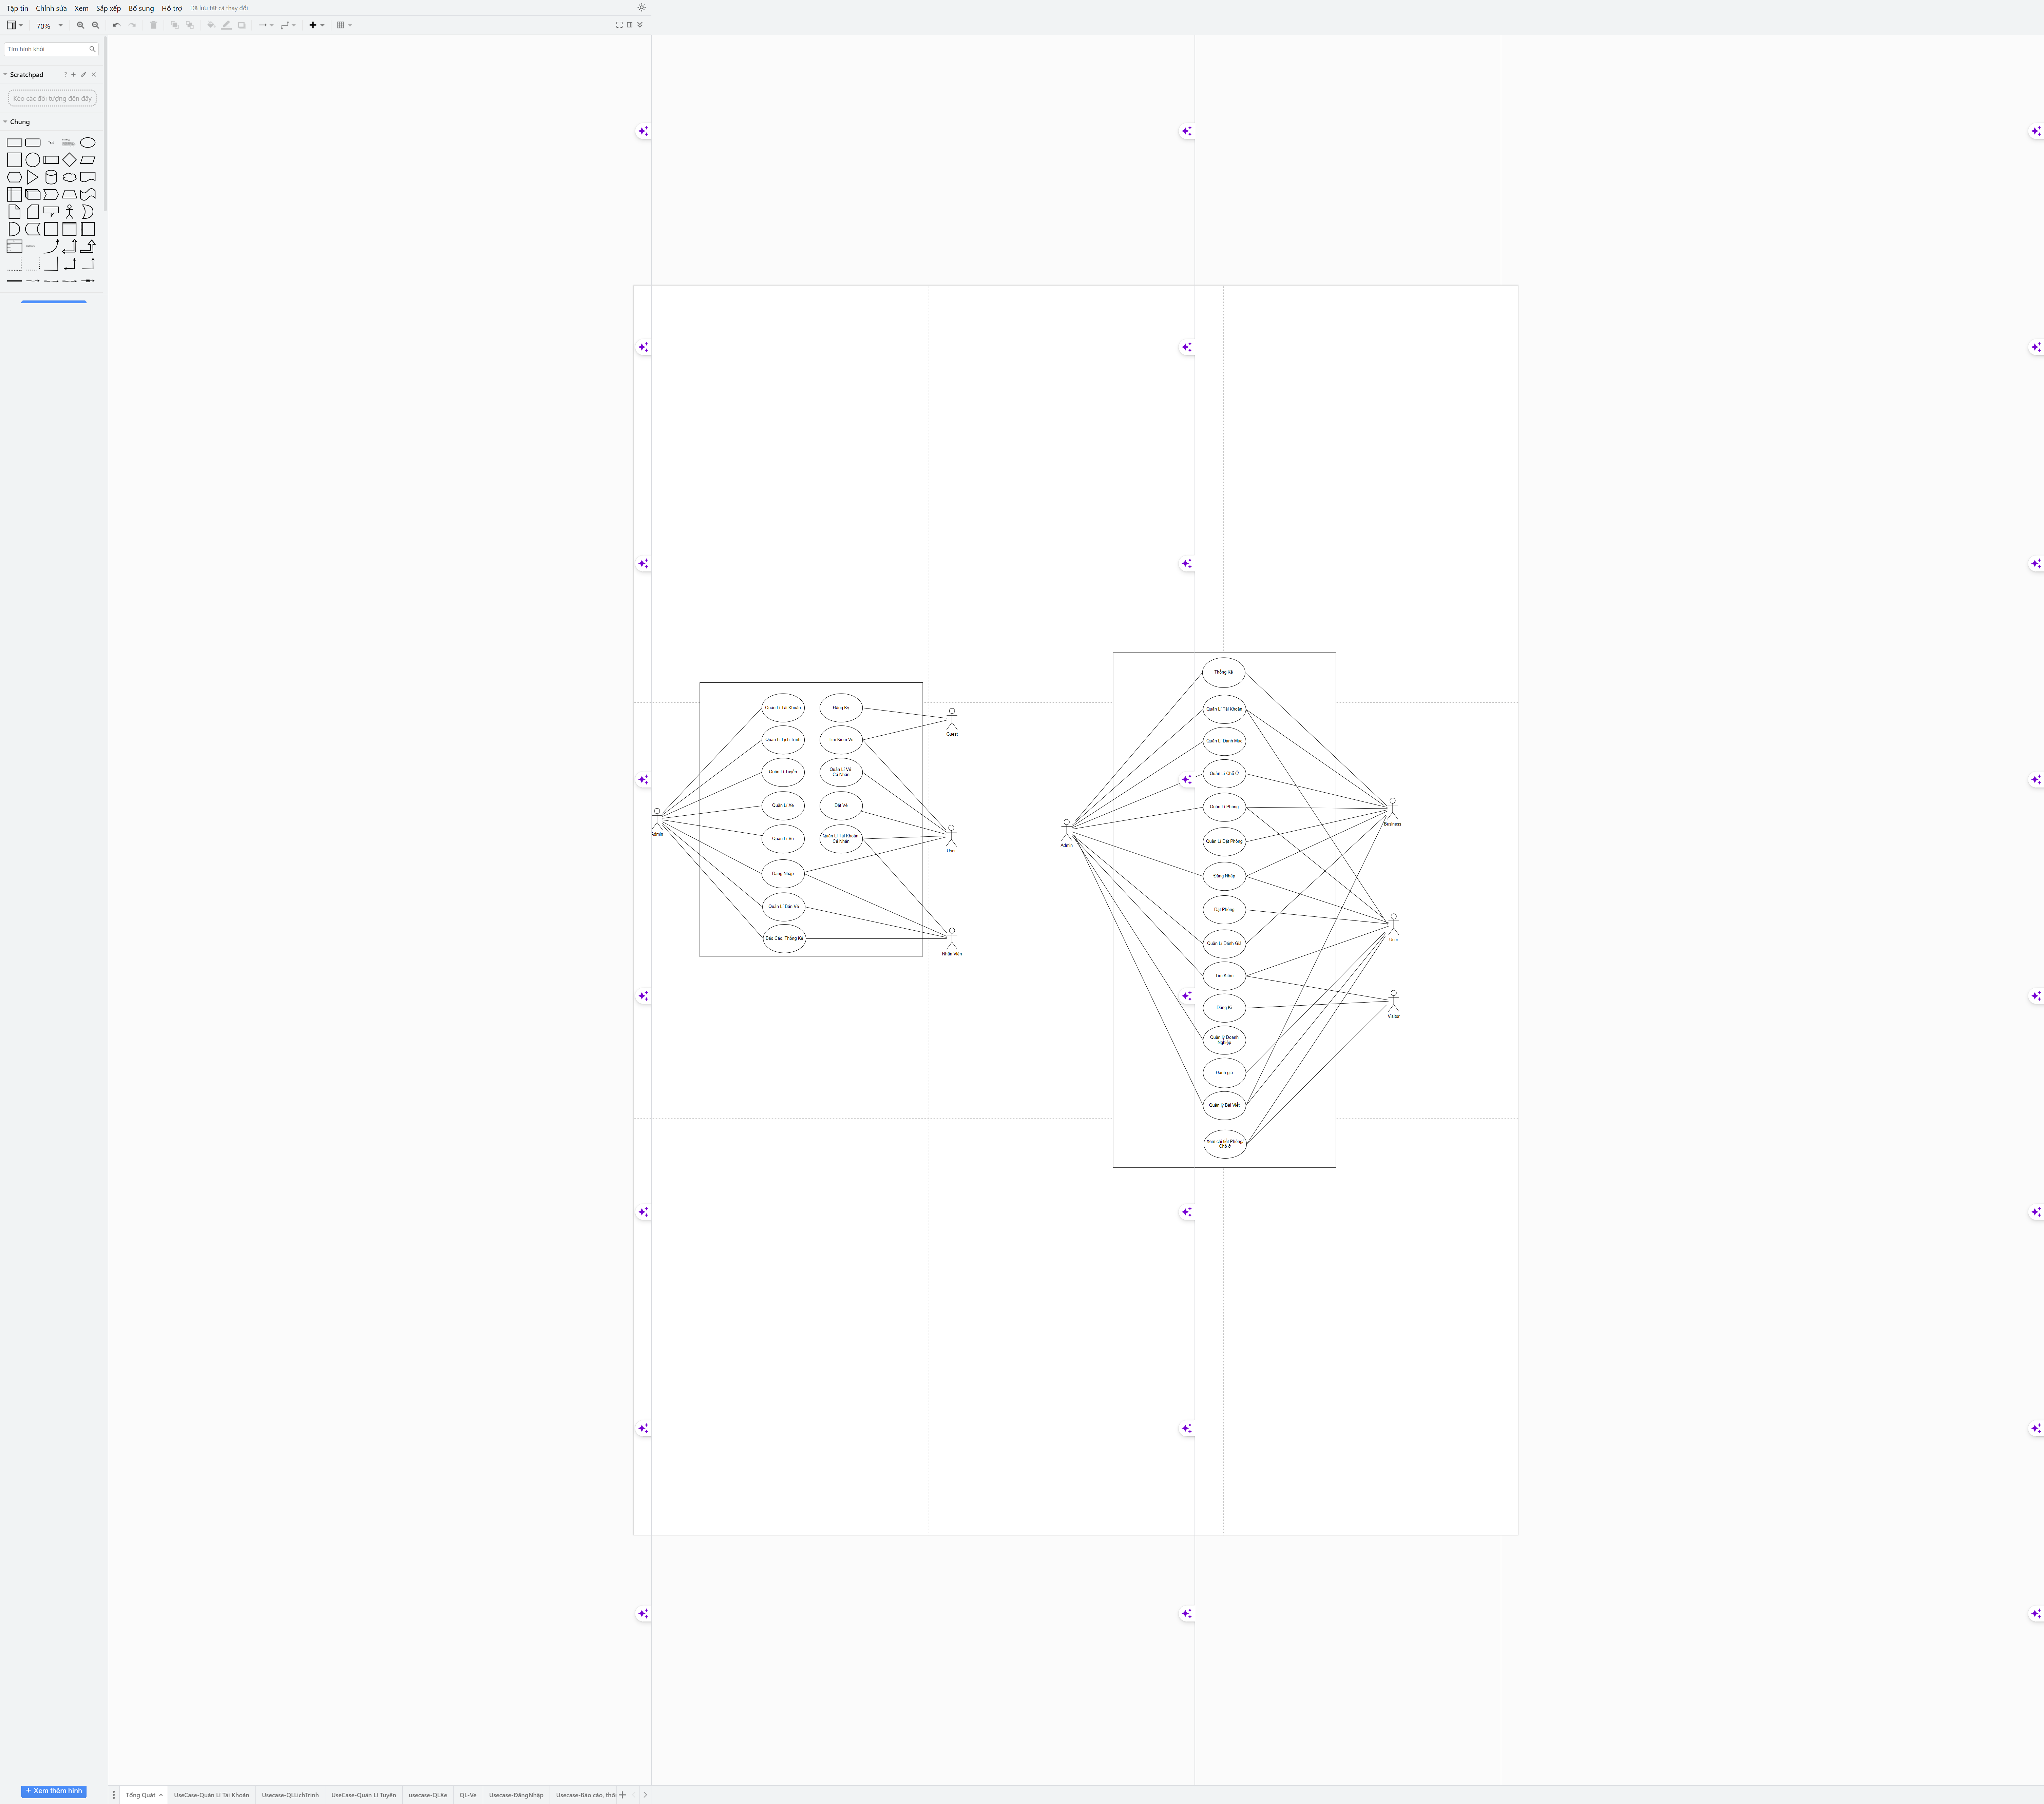 Tập tin Chỉnh sửa Xem Sắp xếp Bổ sung Hỗ trợ Đã lưu tất cả thay đổi
70%
Tìm hình khối
Scratchpad ?
Kéo các đối tượng đến đây
Chung
Text
Quản Lí Tài Khoản
Đăng Ký
Quản Lí Lịch Trình
Tìm Kiếm Vé
Quản Lí Tuyến
Quản Lí Vé
Cá Nhân
Quản Lí Xe
Đặt Vé
Quản Lí Vé
Quản Lí Tài Khoản
Cá Nhân
Đăng Nhập
Quản Lí Bán Vé
Báo Cáo, Thống Kê
Admin
Guest
User
Nhân Viên
Thống Kê
Quản Lí Tài Khoản
Quản Lí Danh Mục
Quản Lí Chỗ Ở
Quản Lí Phòng
Quản Lí Đặt Phòng
Đăng Nhập
Đặt Phòng
Quản Lí Đánh Giá
Tìm Kiếm
Đăng Kí
Quản lý Doanh
Nghiệp
Đánh giá
Quản lý Bài Viết
Xem chi tiết Phòng/
Chỗ ở
Admin
Business
User
Visitor
+ Xem thêm hình
Tổng Quát
UseCase-Quản Lí Tài Khoản
Usecase-QLLichTrinh
UseCase-Quản Lí Tuyến
usecase-QLXe
QL-Ve
Usecase-ĐăngNhập
Usecase-Báo cáo, thối